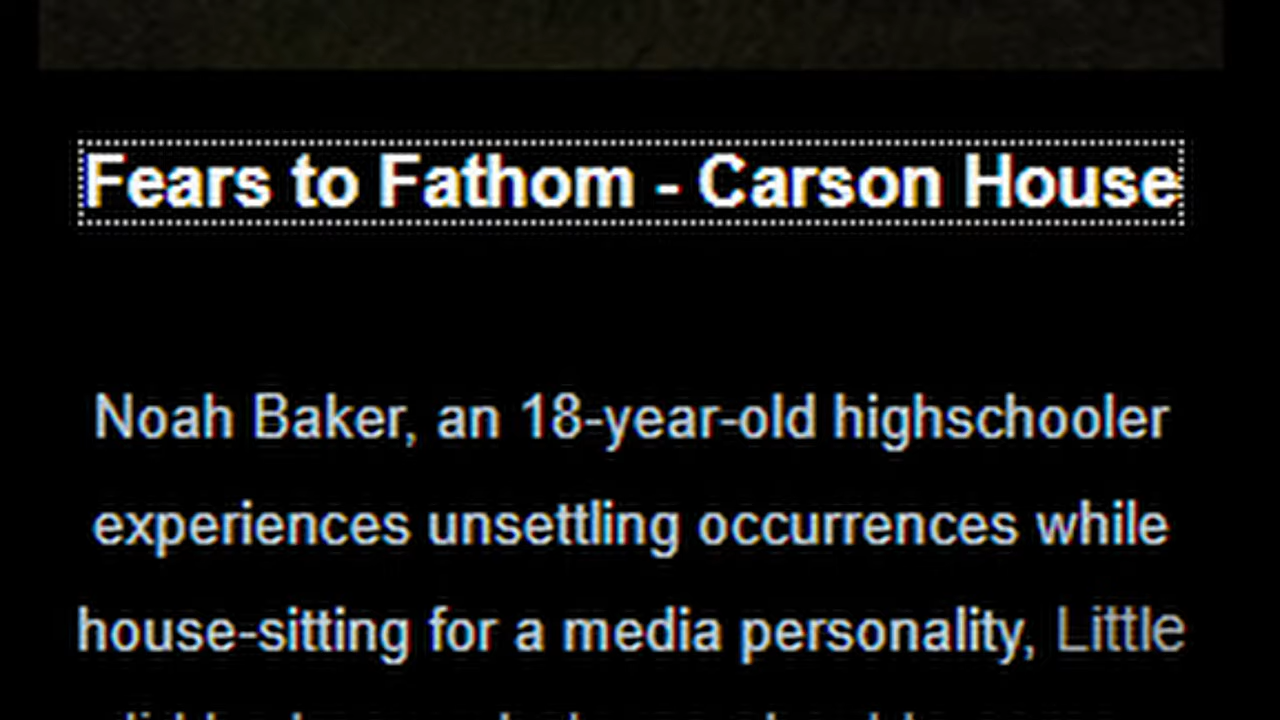 Fears to Fathom - Carson House
Noah Baker, an 18-year-old highschooler
experiences unsettling occurrences while
house-sitting for a media personality, Little